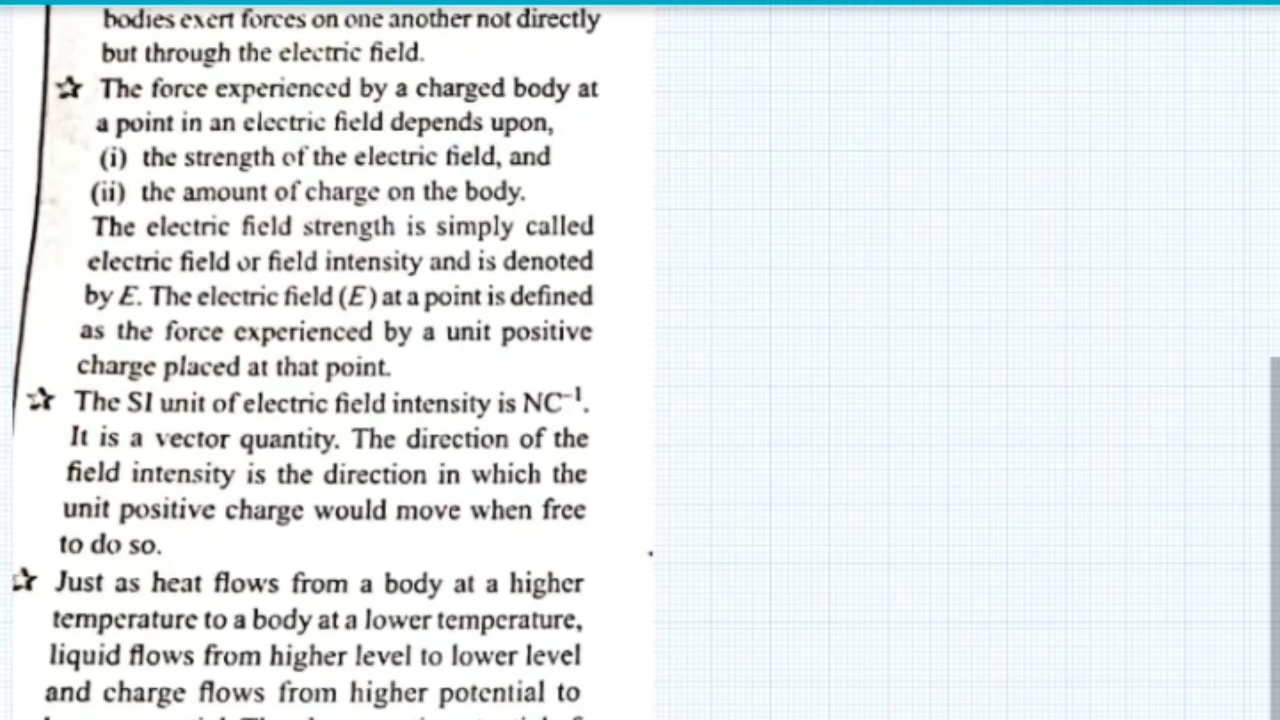 bodies exert forces on one another not directly
but through the electric field.
The force experienced by a charged body at
a point in an electric field depends upon,
(i) the strength of the electric field, and
(ii) the amount of charge on the body.
The electric field strength is simply called
electric field or field intensity and is denoted
by E. The electric field (E) at a point is defined
as the force experienced by a unit positive
charge placed at that point.
The SI unit of electric field intensity is NC⁻¹.
It is a vector quantity. The direction of the
field intensity is the direction in which the
unit positive charge would move when free
to do so.
Just as heat flows from a body at a higher
temperature to a body at a lower temperature,
liquid flows from higher level to lower level
and charge flows from higher potential to